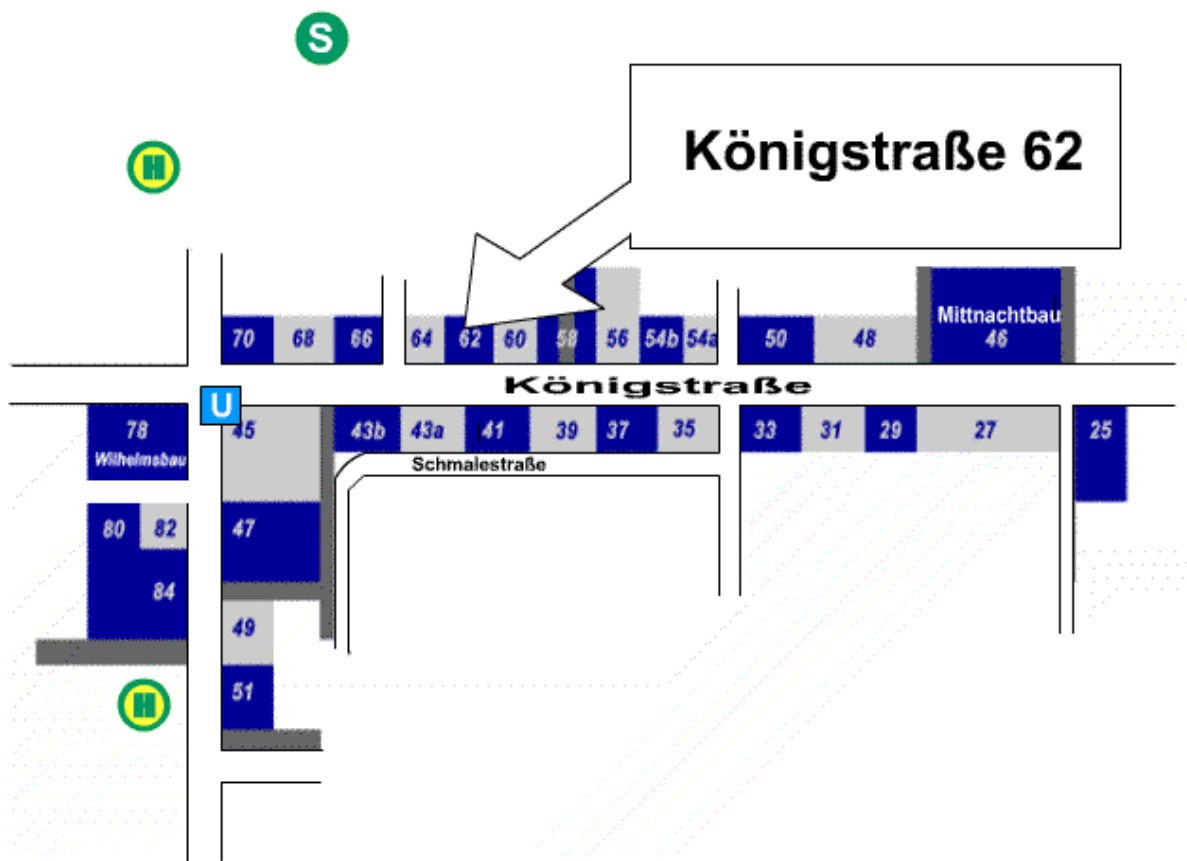 S
Königstraße 62
H
Mittnachtbau
70 68 66 64 62 60 58 56 54b 54a 50 48 46
Königstraße
U
78
Wilhelmsbau
45 43b 43a 41 39 37 35 33 31 29 27 25
Schmalestraße
80 82 47
84
49
51
H